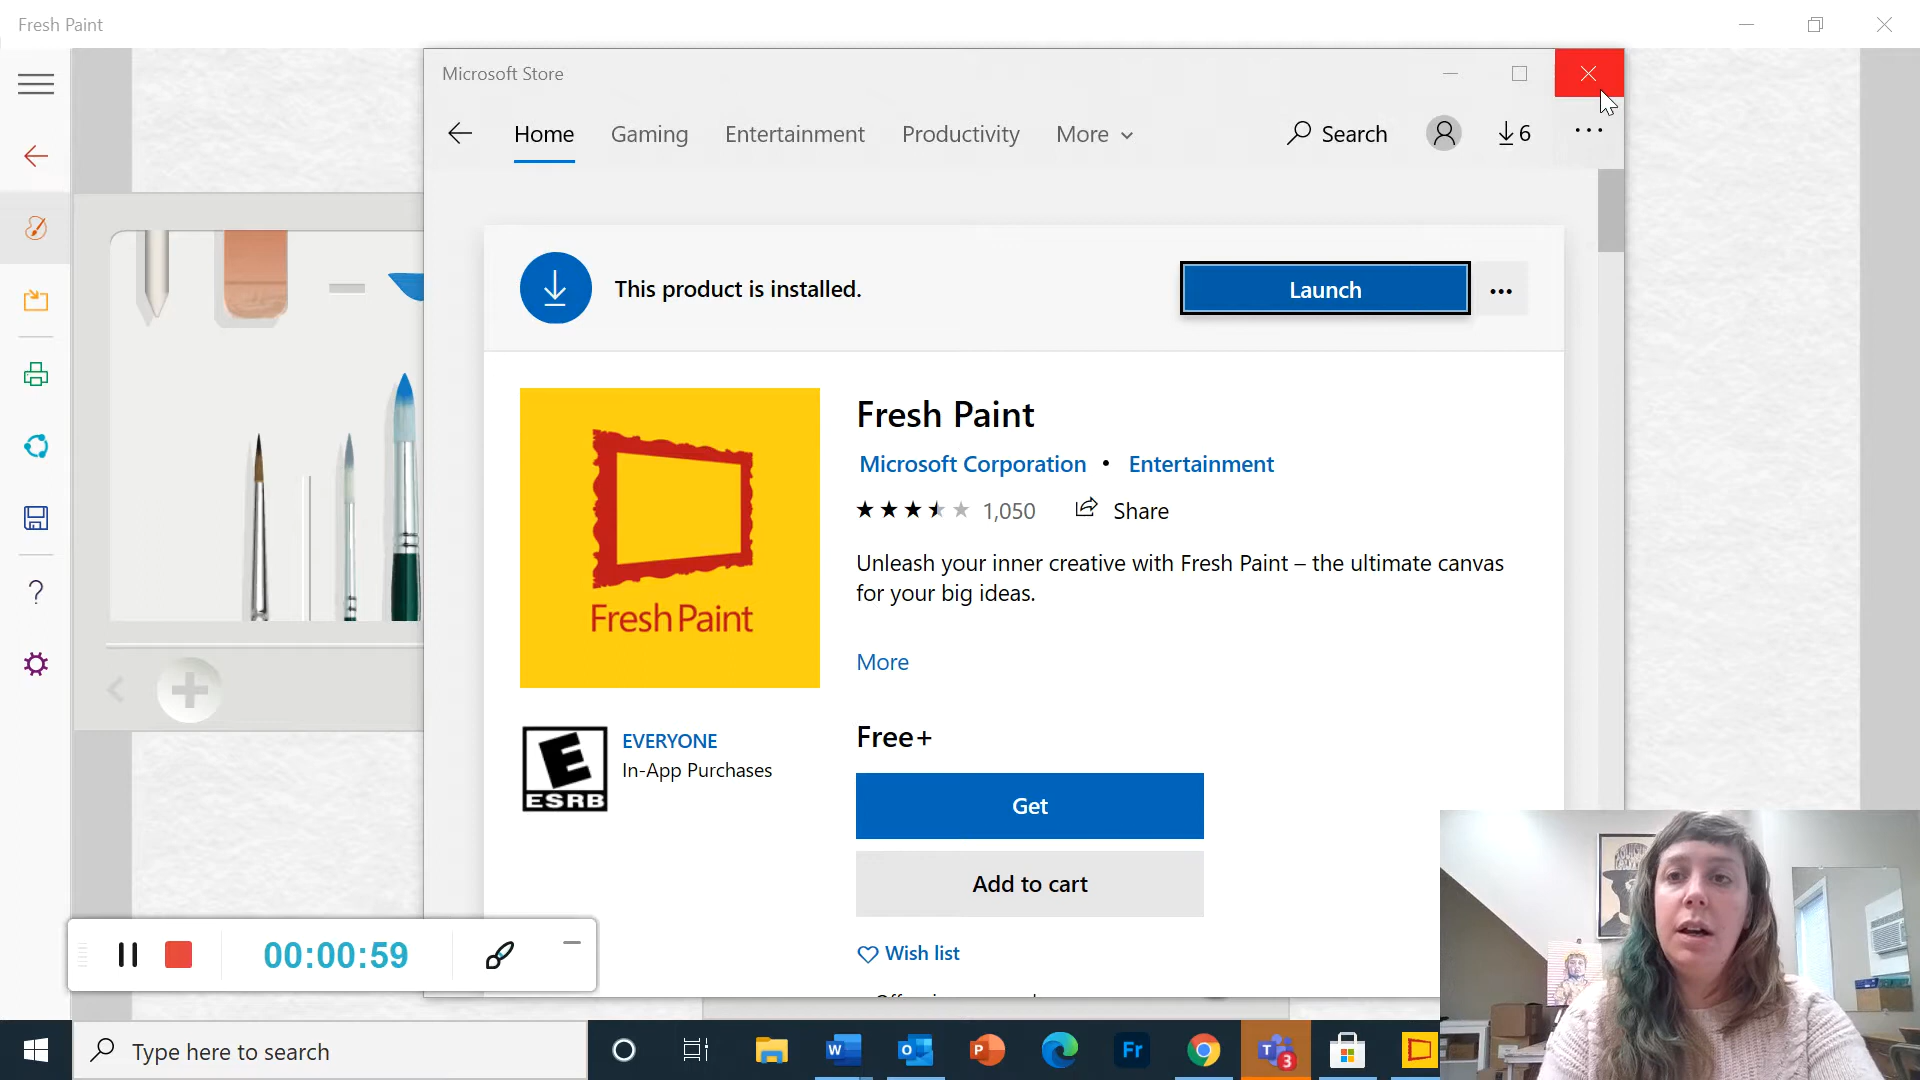 Fresh Paint
Microsoft Store
Home Gaming Entertainment Productivity More Search 6
This product is installed.
Launch
Fresh Paint
Fresh Paint
Microsoft Corporation • Entertainment
1,050 Share
Unleash your inner creative with Fresh Paint – the ultimate canvas
for your big ideas.
More
E
ESRB
EVERYONE
In-App Purchases
Free+
Get
Add to cart
Wish list
00:00:59
Type here to search
W
O
P
Fr
T
3